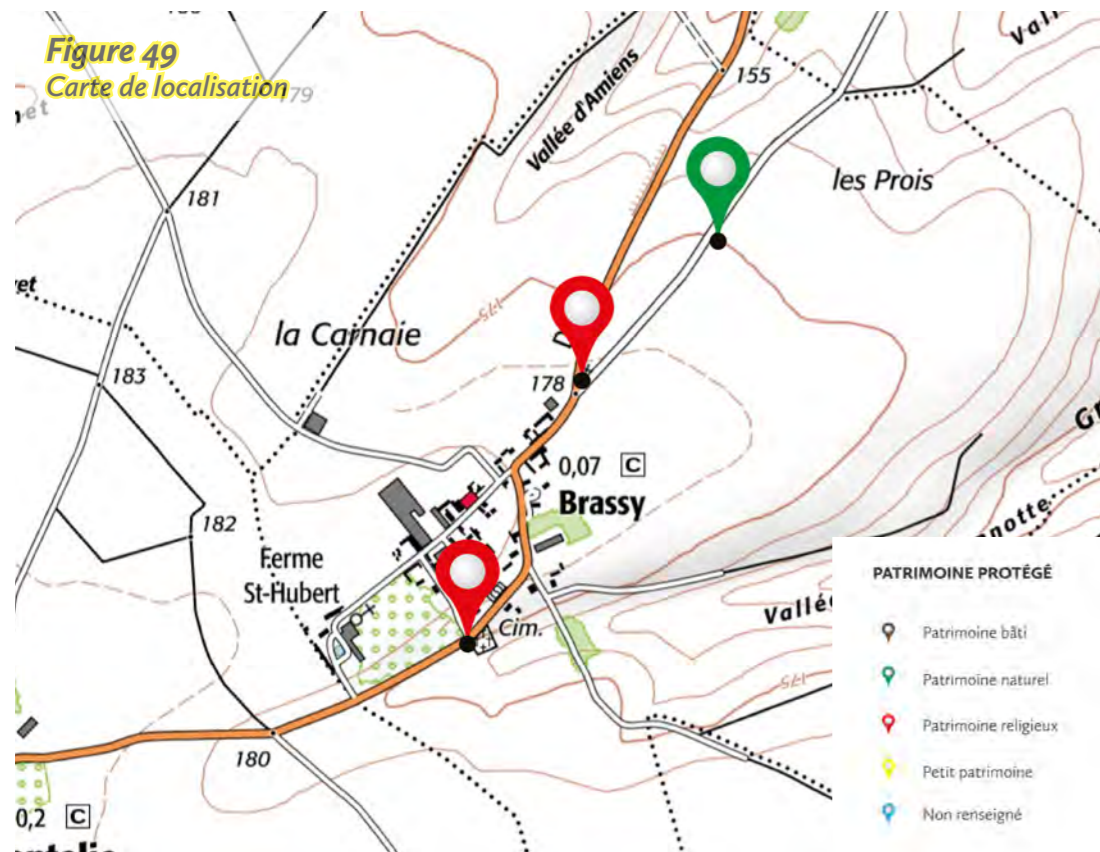 Figure 49
Carte de localisation
179
155
Vallée d'Amiens
les Prois
181
175
la Carnaie
183
178
0,07 C
Brassy
182
Ferme
St-Hubert
Cim.
180
0,2 C
175
PATRIMOINE PROTÉGÉ
Patrimoine bâti
Patrimoine naturel
Patrimoine religieux
Petit patrimoine
Non renseigné